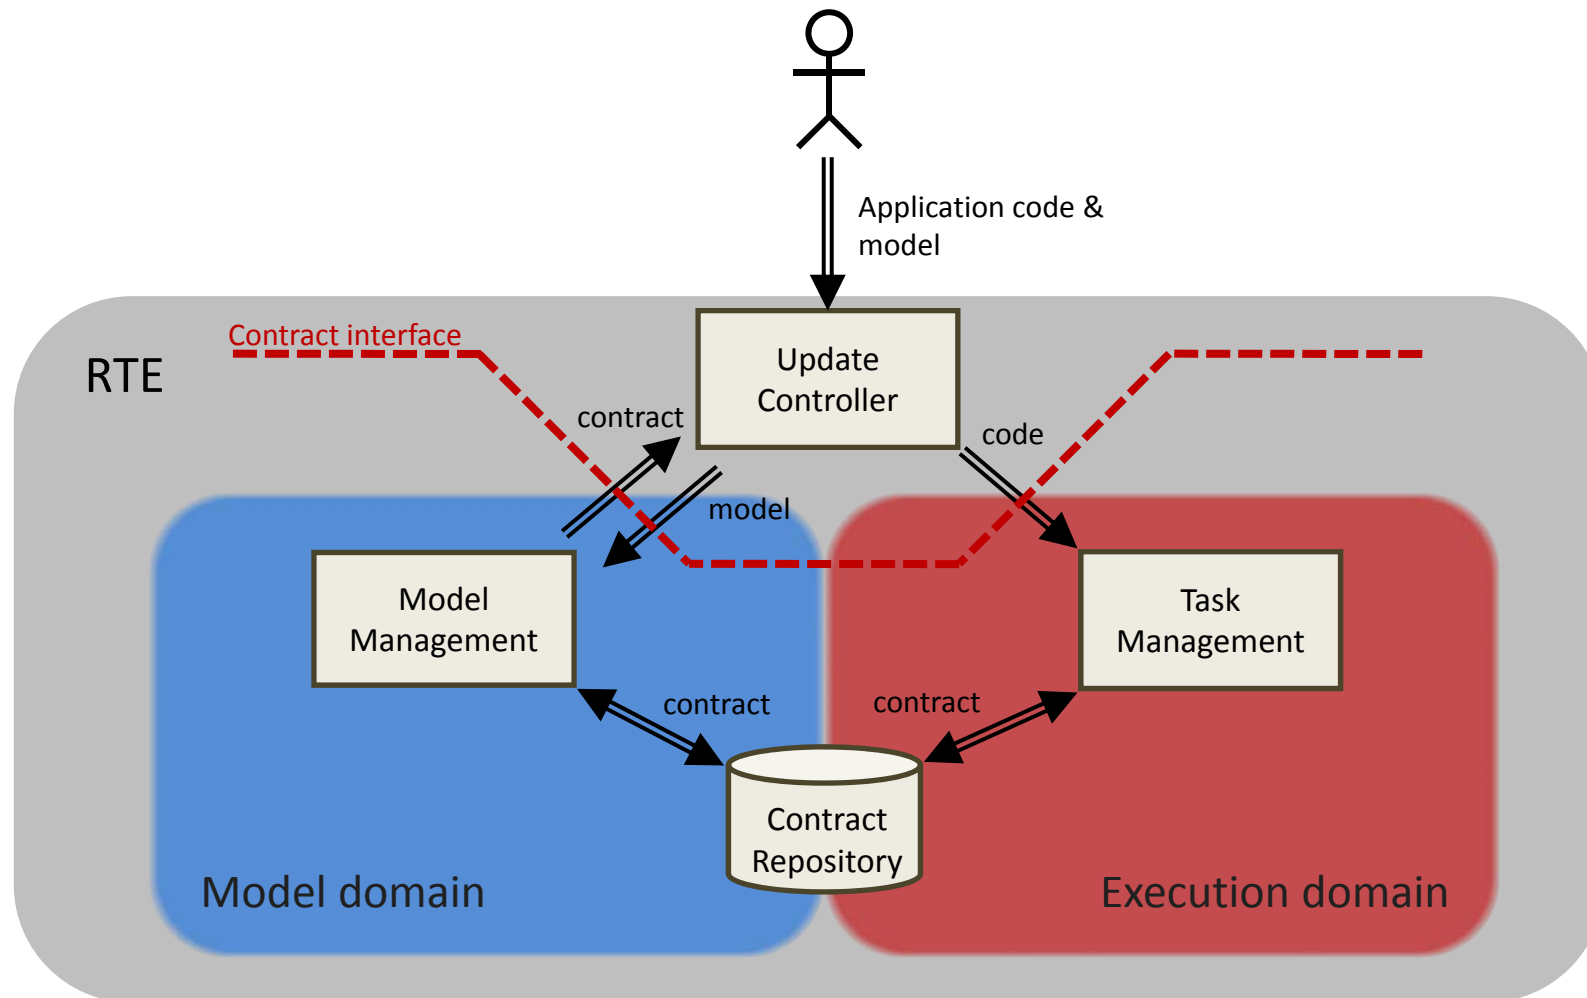 Application code &
model
Contract interface
RTE
Update
Controller
contract
code
model
Model
Management
Task
Management
contract
contract
Contract
Repository
Model domain
Execution domain